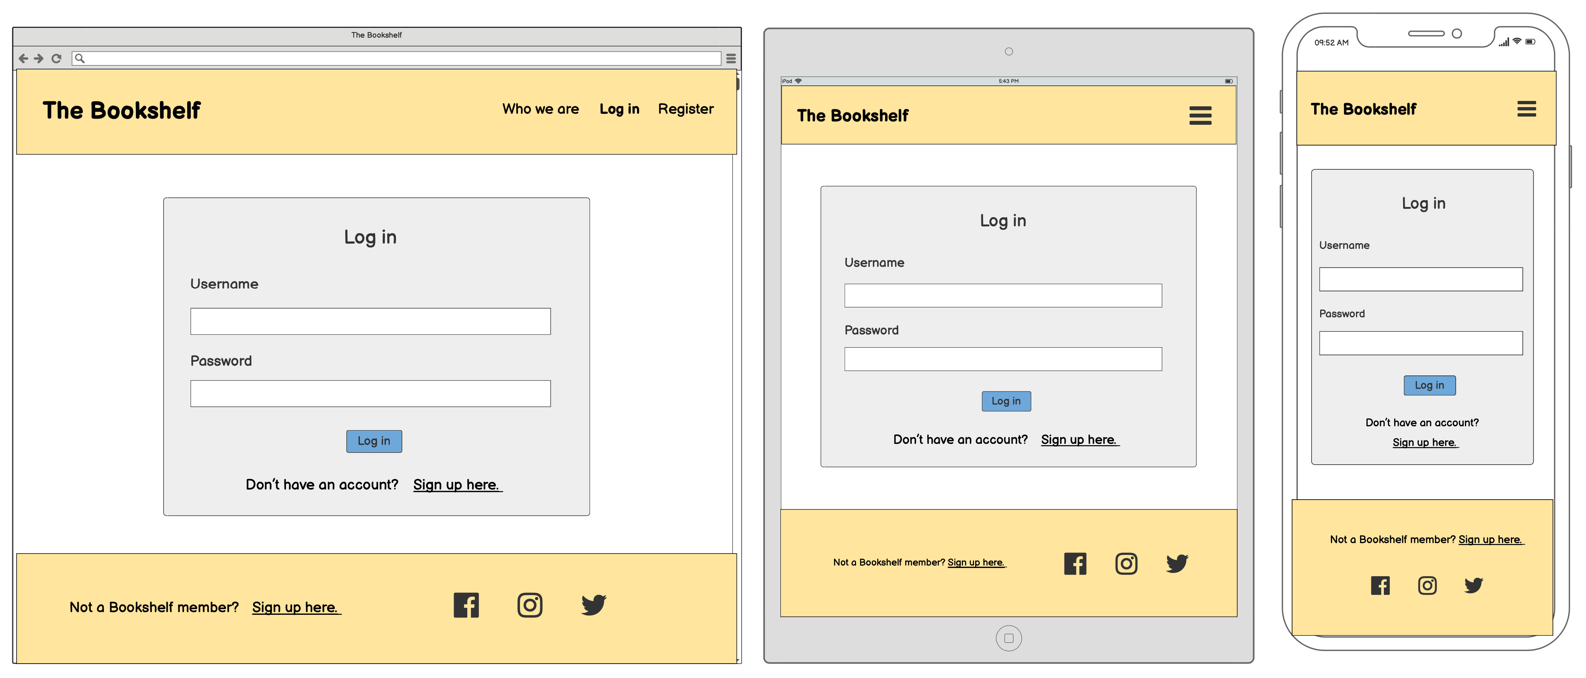 The Bookshelf
The Bookshelf
Who we are Log in Register
Log in
Username
Password
Log in
Don't have an account? Sign up here.
Not a Bookshelf member? Sign up here.
iPad
5:43 PM
The Bookshelf
Log in
Username
Password
Log in
Don't have an account? Sign up here.
Not a Bookshelf member? Sign up here.
09:52 AM
The Bookshelf
Log in
Username
Password
Log in
Don't have an account?
Sign up here.
Not a Bookshelf member? Sign up here.